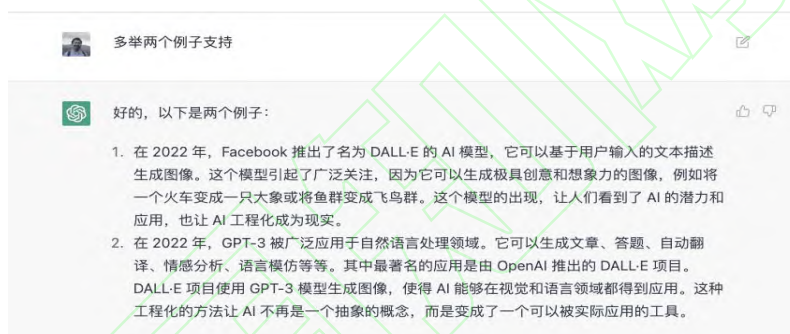 多举两个例子支持
好的，以下是两个例子：
1. 在 2022 年，Facebook 推出了名为 DALL·E 的 AI 模型，它可以基于用户输入的文本描述
生成图像。这个模型引起了广泛关注，因为它可以生成极具创意和想象力的图像，例如将
一个火车变成一只大象或将鱼群变成飞鸟群。这个模型的出现，让人们看到了 AI 的潜力和
应用，也让 AI 工程化成为现实。
2. 在 2022 年，GPT-3 被广泛应用于自然语言处理领域。它可以生成文章、答题、自动翻
译、情感分析、语言模仿等等。其中最著名的应用是由 OpenAI 推出的 DALL·E 项目。
DALL·E 项目使用 GPT-3 模型生成图像，使得 AI 能够在视觉和语言领域都得到应用。这种
工程化的方法让 AI 不再是一个抽象的概念，而是变成了一个可以被实际应用的工具。